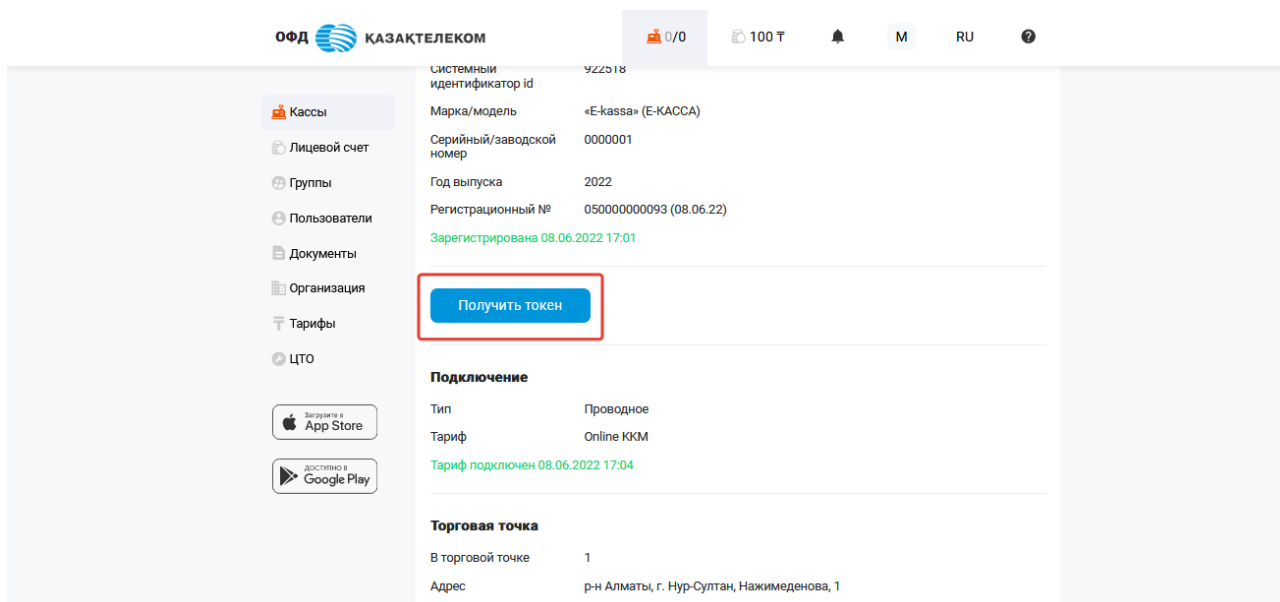 ОФД ҚАЗАҚТЕЛЕКОМ 0/0 100 ₸ M RU ?
Системный идентификатор id 922518
Кассы
Марка/модель «E-kassa» (Е-КАССА)
Лицевой счет
Серийный/заводской номер 0000001
Группы
Год выпуска 2022
Пользователи
Регистрационный № 050000000093 (08.06.22)
Зарегистрирована 08.06.2022 17:01
Документы
Организация
Получить токен
Тарифы
ЦТО
Подключение
Тип Проводное
Загрузите в
App Store
Тариф Online ККМ
Тариф подключен 08.06.2022 17:04
ДОСТУПНО В
Google Play
Торговая точка
В торговой точке 1
Адрес р-н Алматы, г. Нур-Султан, Нажимеденова, 1